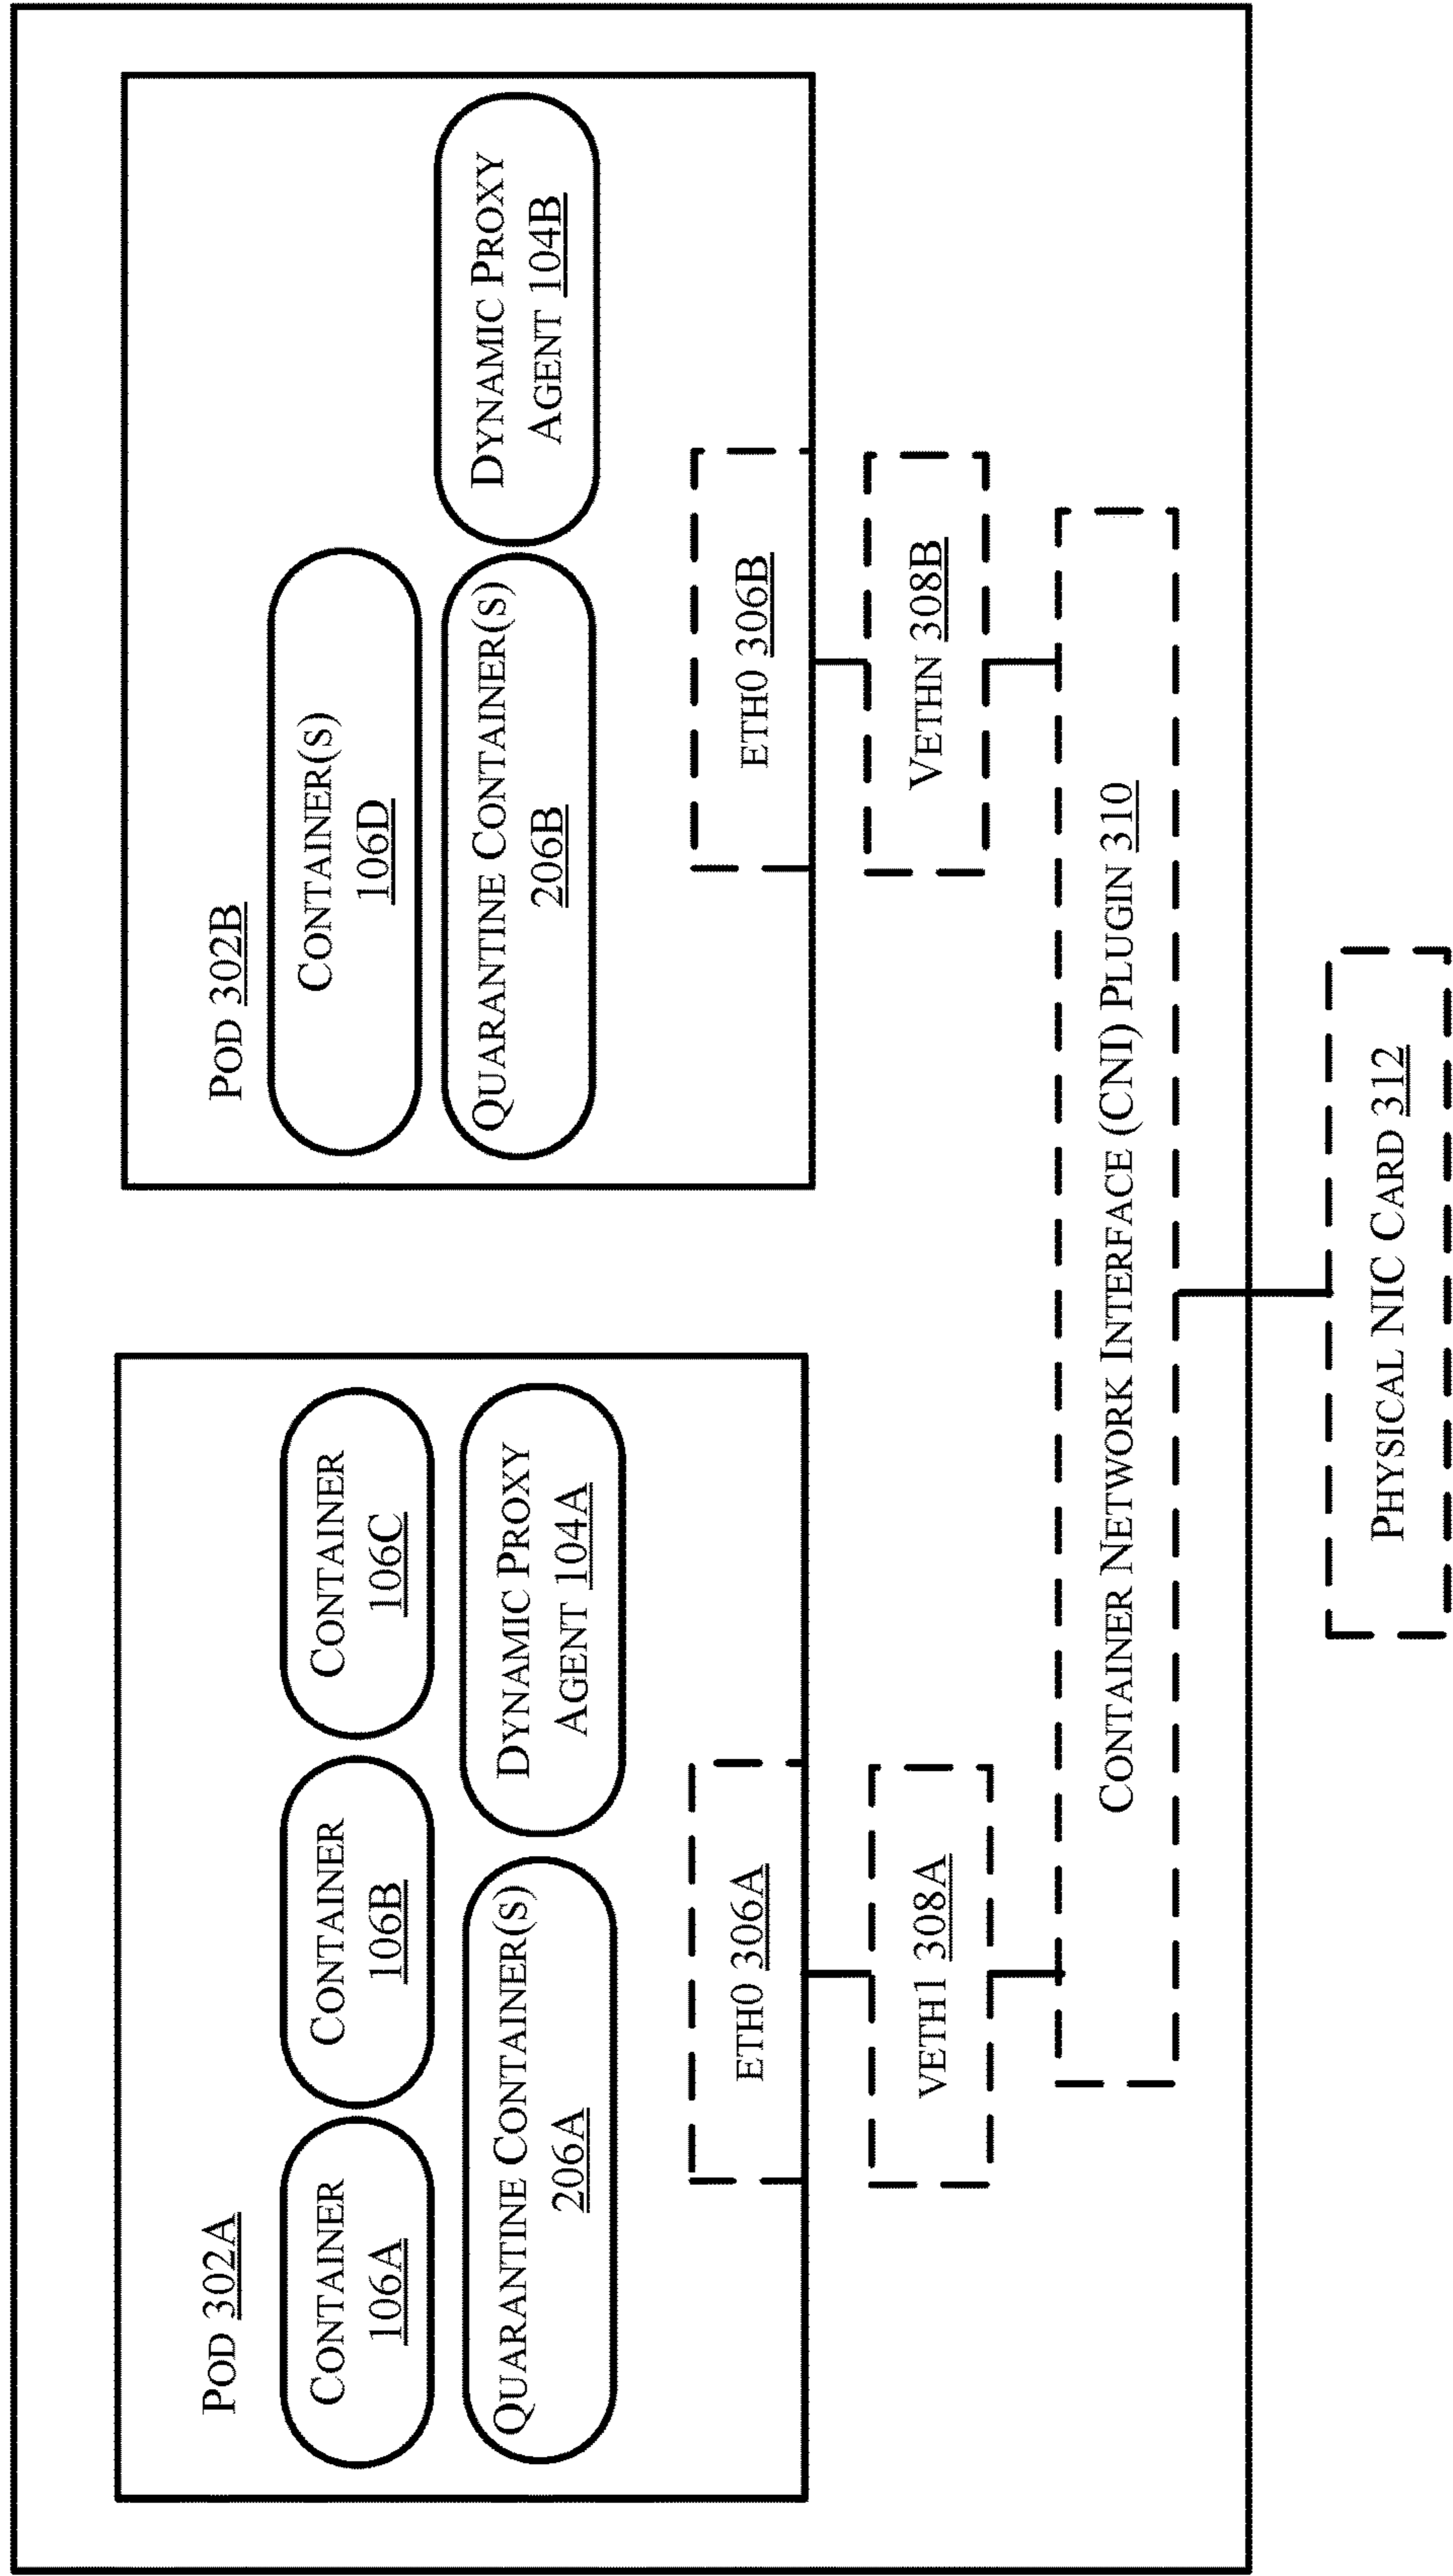 POD 302A
CONTAINER
106A
CONTAINER
106B
CONTAINER
106C
QUARANTINE CONTAINER(S)
206A
DYNAMIC PROXY
AGENT 104A
ETH0 306A
VETH1 308A
POD 302B
CONTAINER(S)
106D
QUARANTINE CONTAINER(S)
206B
DYNAMIC PROXY
AGENT 104B
ETH0 306B
VETHN 308B
CONTAINER NETWORK INTERFACE (CNI) PLUGIN 310
PHYSICAL NIC CARD 312